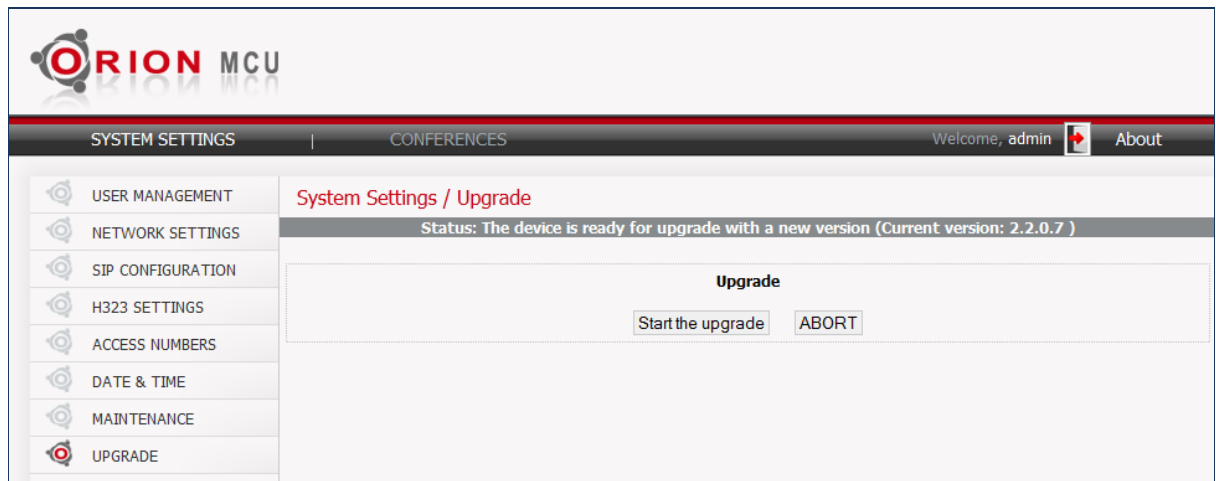 ORION MCU
SYSTEM SETTINGS | CONFERENCES Welcome, admin About
USER MANAGEMENT
NETWORK SETTINGS
SIP CONFIGURATION
H323 SETTINGS
ACCESS NUMBERS
DATE & TIME
MAINTENANCE
UPGRADE
System Settings / Upgrade
Status: The device is ready for upgrade with a new version (Current version: 2.2.0.7 )
Upgrade
Start the upgrade ABORT